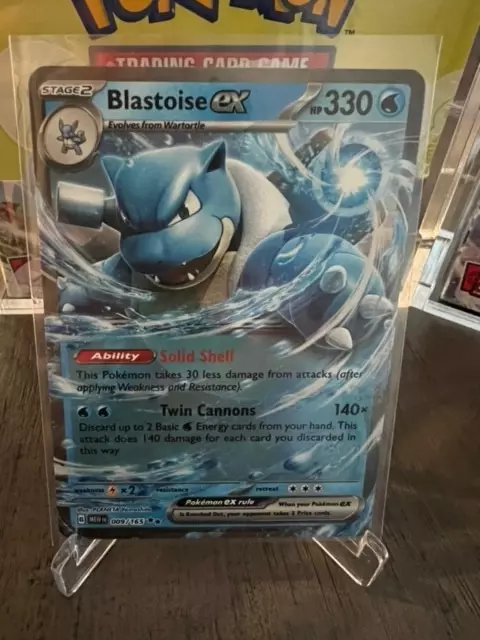 TRADING CARD GAME
STAGE2
Blastoise ex
HP330
Evolves from Wartortle
Ability Solid Shell
This Pokémon takes 30 less damage from attacks (after
applying Weakness and Resistance).
Twin Cannons 140×
Discard up to 2 Basic Energy cards from your hand. This
attack does 140 damage for each card you discarded in
this way
weakness ×2 resistance retreat
Pokémon ex rule When your Pokémon ex
is Knocked Out, your opponent takes 2 Prize cards.
Illus.
MEW EN 009/165